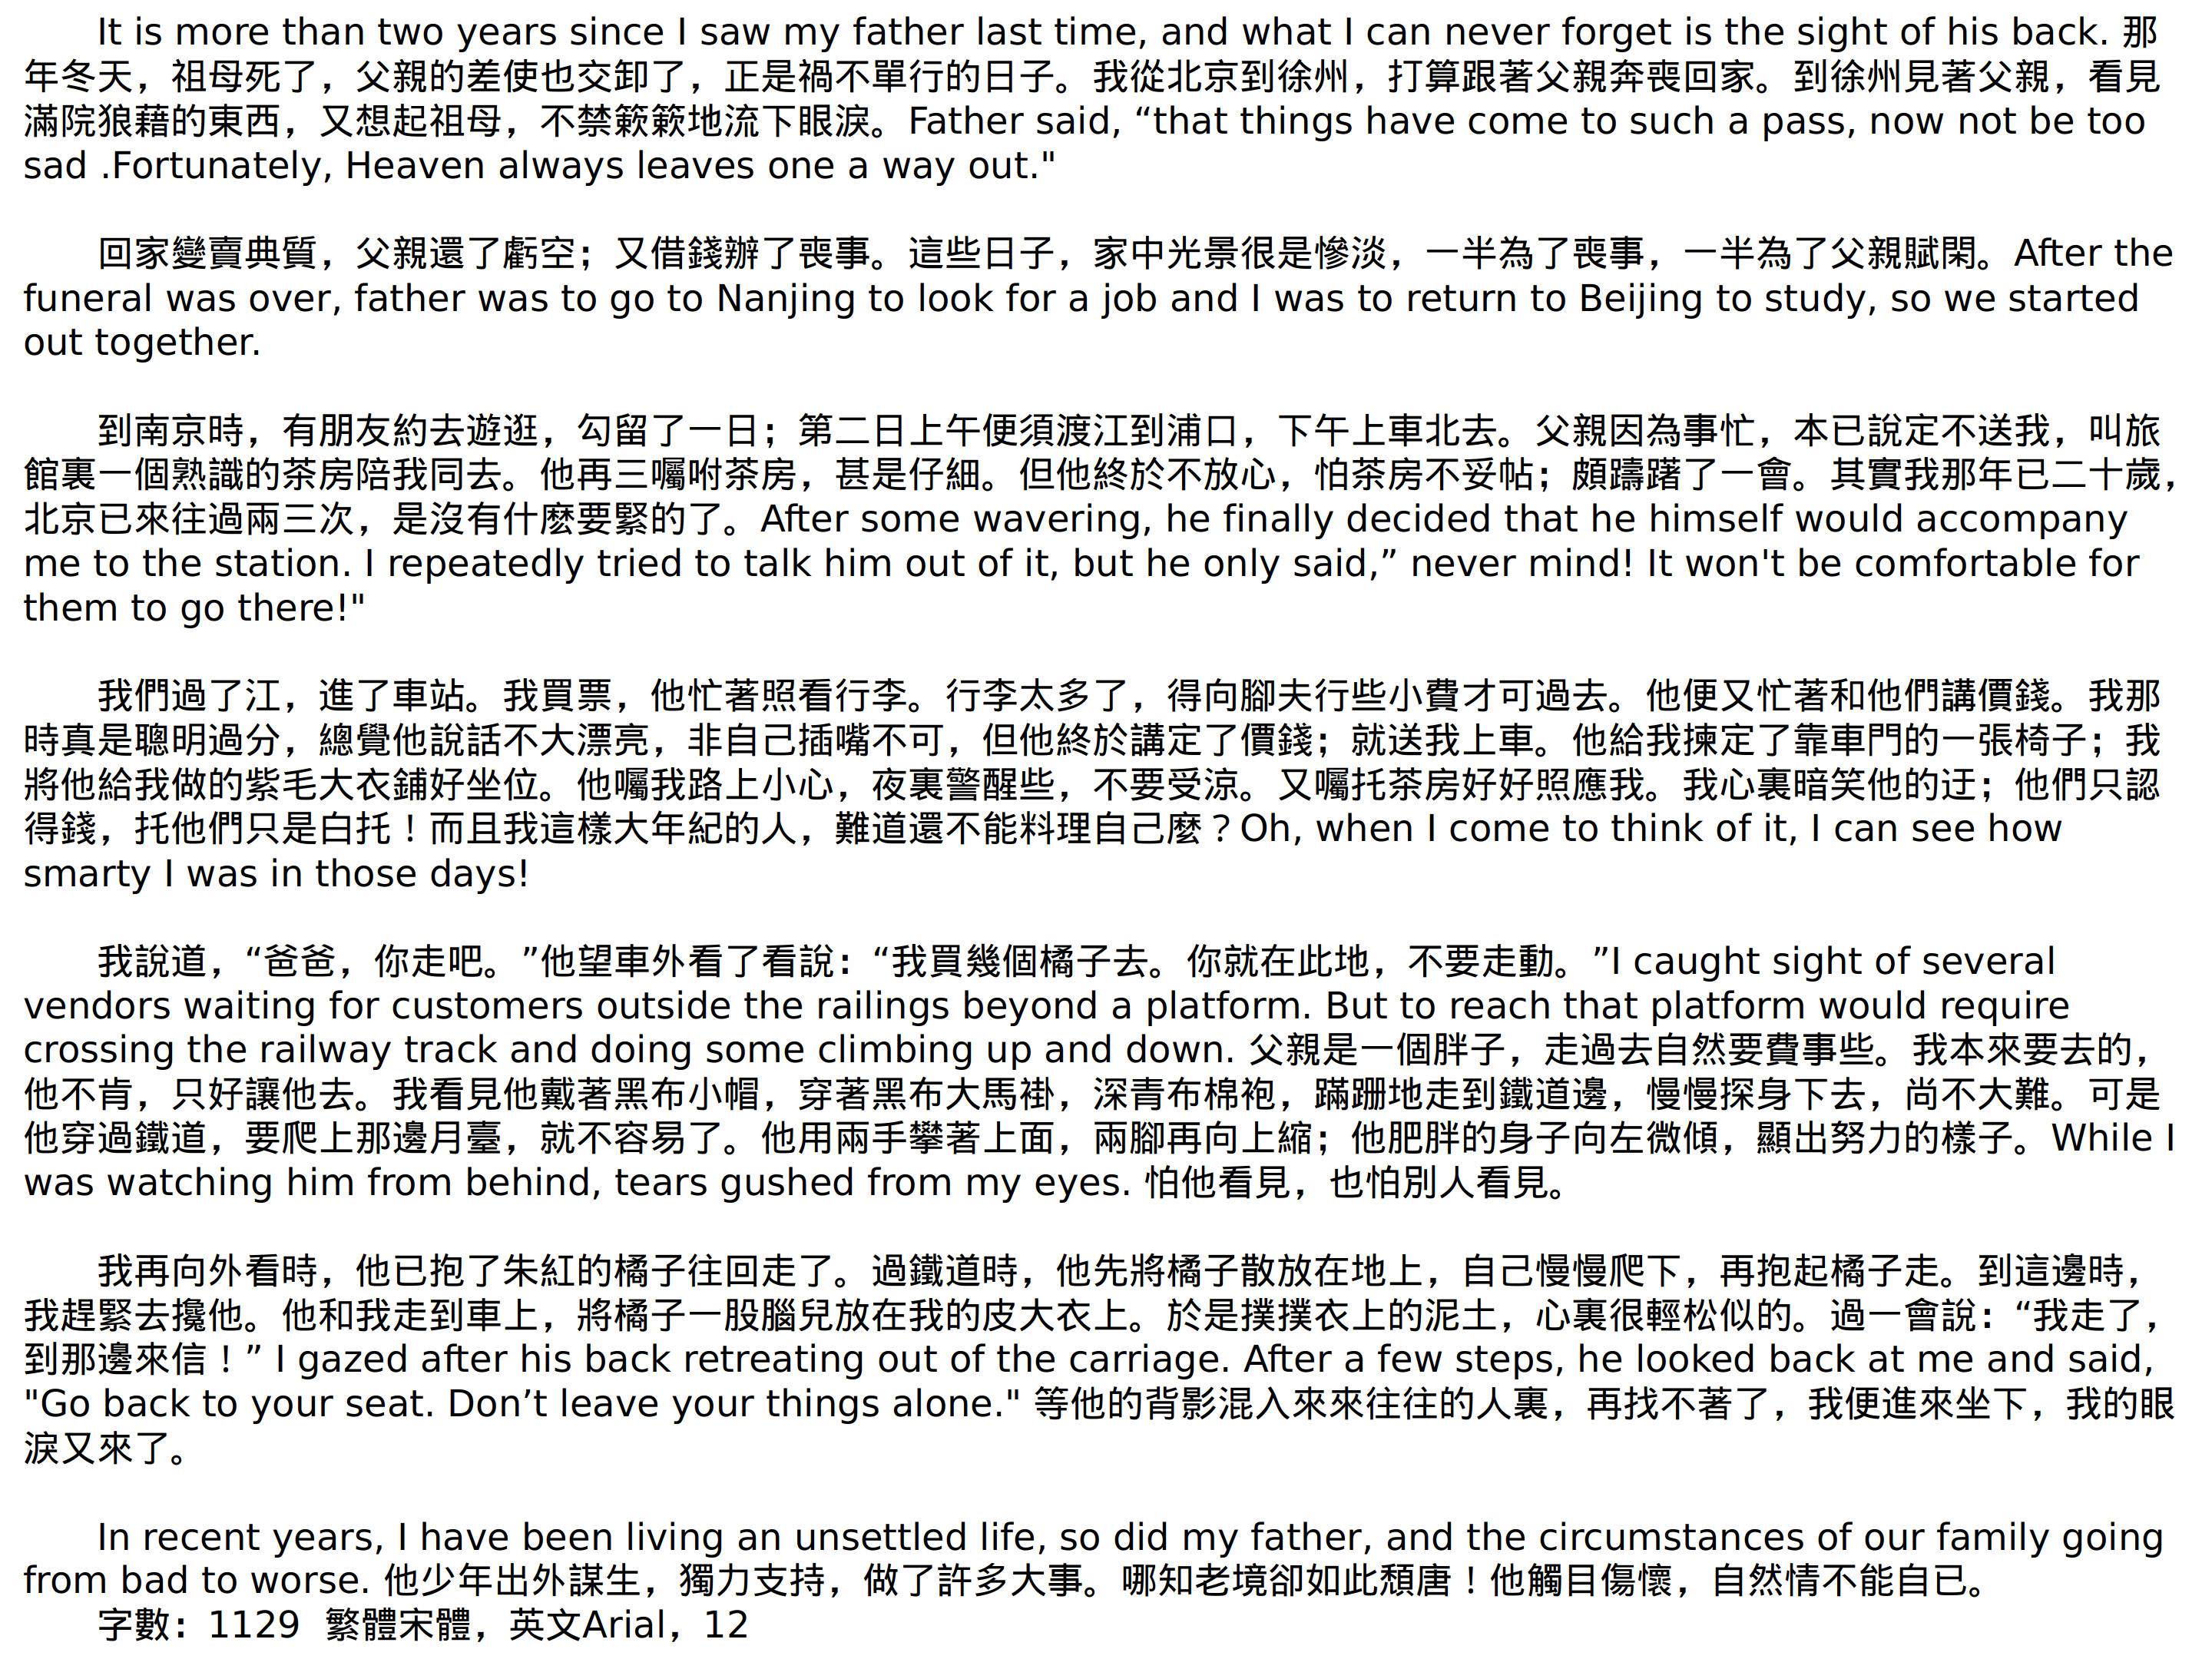 It is more than two years since I saw my father last time, and what I can never forget is the sight of his back. 那
年冬天，祖母死了，父親的差使也交卸了，正是禍不單行的日子。我從北京到徐州，打算跟著父親奔喪回家。到徐州見著父親，看見
滿院狼藉的東西，又想起祖母，不禁簌簌地流下眼淚。Father said, “that things have come to such a pass, now not be too
sad .Fortunately, Heaven always leaves one a way out."
回家變賣典質，父親還了虧空；又借錢辦了喪事。這些日子，家中光景很是慘淡，一半為了喪事，一半為了父親賦閑。After the
funeral was over, father was to go to Nanjing to look for a job and I was to return to Beijing to study, so we started
out together.
到南京時，有朋友約去遊逛，勾留了一日；第二日上午便須渡江到浦口，下午上車北去。父親因為事忙，本已說定不送我，叫旅
館裏一個熟識的茶房陪我同去。他再三囑咐茶房，甚是仔細。但他終於不放心，怕茶房不妥帖；頗躊躇了一會。其實我那年已二十歲，
北京已來往過兩三次，是沒有什麽要緊的了。After some wavering, he finally decided that he himself would accompany
me to the station. I repeatedly tried to talk him out of it, but he only said,” never mind! It won't be comfortable for
them to go there!"
我們過了江，進了車站。我買票，他忙著照看行李。行李太多了，得向腳夫行些小費才可過去。他便又忙著和他們講價錢。我那
時真是聰明過分，總覺他說話不大漂亮，非自己插嘴不可，但他終於講定了價錢；就送我上車。他給我揀定了靠車門的一張椅子；我
將他給我做的紫毛大衣鋪好坐位。他囑我路上小心，夜裏警醒些，不要受涼。又囑托茶房好好照應我。我心裏暗笑他的迂；他們只認
得錢，托他們只是白托！而且我這樣大年紀的人，難道還不能料理自己麼？Oh, when I come to think of it, I can see how
smarty I was in those days!
我說道，“爸爸，你走吧。”他望車外看了看說：“我買幾個橘子去。你就在此地，不要走動。”I caught sight of several
vendors waiting for customers outside the railings beyond a platform. But to reach that platform would require
crossing the railway track and doing some climbing up and down. 父親是一個胖子，走過去自然要費事些。我本來要去的，
他不肯，只好讓他去。我看見他戴著黑布小帽，穿著黑布大馬褂，深青布棉袍，蹣跚地走到鐵道邊，慢慢探身下去，尚不大難。可是
他穿過鐵道，要爬上那邊月臺，就不容易了。他用兩手攀著上面，兩腳再向上縮；他肥胖的身子向左微傾，顯出努力的樣子。While I
was watching him from behind, tears gushed from my eyes. 怕他看見，也怕別人看見。
我再向外看時，他已抱了朱紅的橘子往回走了。過鐵道時，他先將橘子散放在地上，自己慢慢爬下，再抱起橘子走。到這邊時，
我趕緊去攙他。他和我走到車上，將橘子一股腦兒放在我的皮大衣上。於是撲撲衣上的泥土，心裏很輕松似的。過一會說：“我走了，
到那邊來信！” I gazed after his back retreating out of the carriage. After a few steps, he looked back at me and said,
"Go back to your seat. Don’t leave your things alone." 等他的背影混入來來往往的人裏，再找不著了，我便進來坐下，我的眼
淚又來了。
In recent years, I have been living an unsettled life, so did my father, and the circumstances of our family going
from bad to worse. 他少年出外謀生，獨力支持，做了許多大事。哪知老境卻如此頹唐！他觸目傷懷，自然情不能自已。
字數：1129  繁體宋體，英文Arial，12